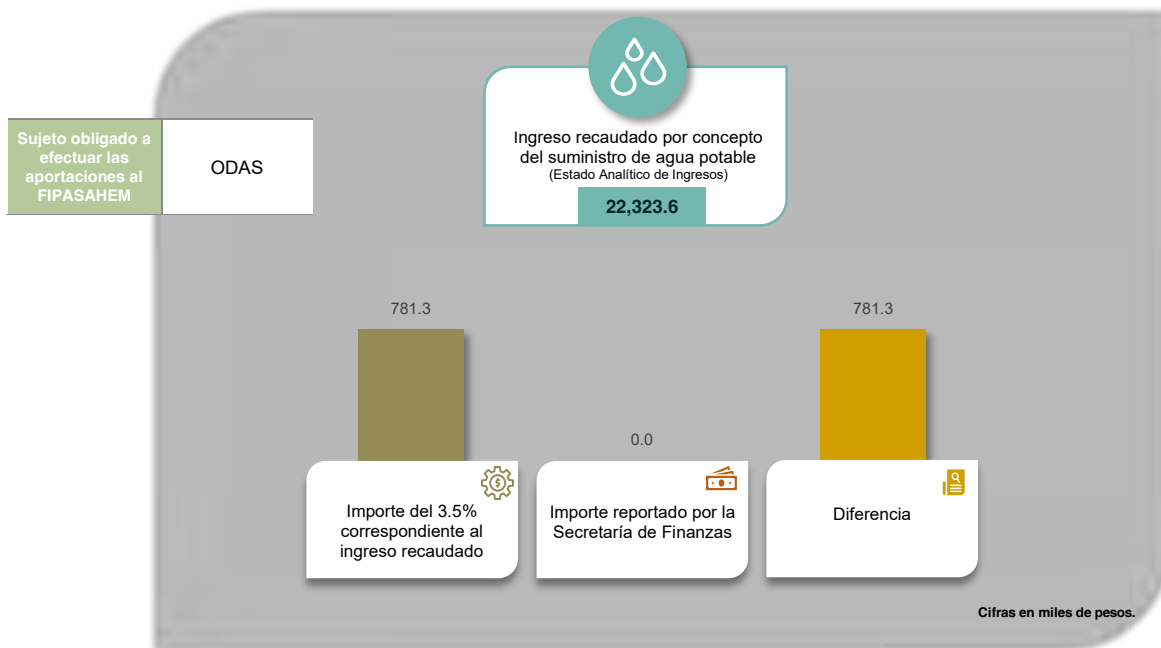 Sujeto obligado a
efectuar las
aportaciones al
FIPASAHEM
ODAS
Ingreso recaudado por concepto
del suministro de agua potable
(Estado Analítico de Ingresos)
22,323.6
781.3
0.0
781.3
Importe del 3.5%
correspondiente al
ingreso recaudado
Importe reportado por la
Secretaría de Finanzas
Diferencia
Cifras en miles de pesos.